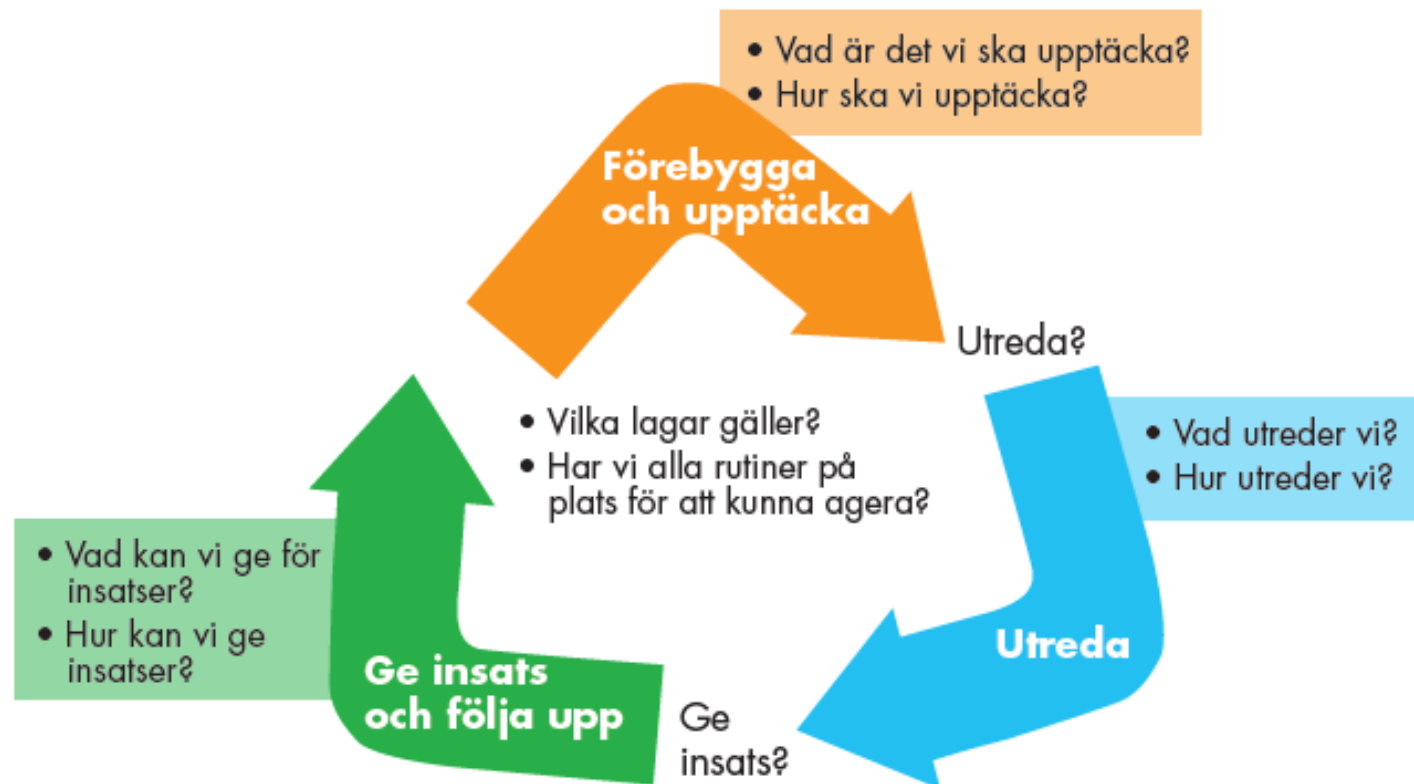 • Vad är det vi ska upptäcka?
• Hur ska vi upptäcka?
Förebygga
och upptäcka
Utreda?
• Vad utreder vi?
• Hur utreder vi?
Utreda
Ge
insats?
Ge insats
och följa upp
• Vad kan vi ge för
insatser?
• Hur kan vi ge
insatser?
• Vilka lagar gäller?
• Har vi alla rutiner på
plats för att kunna agera?